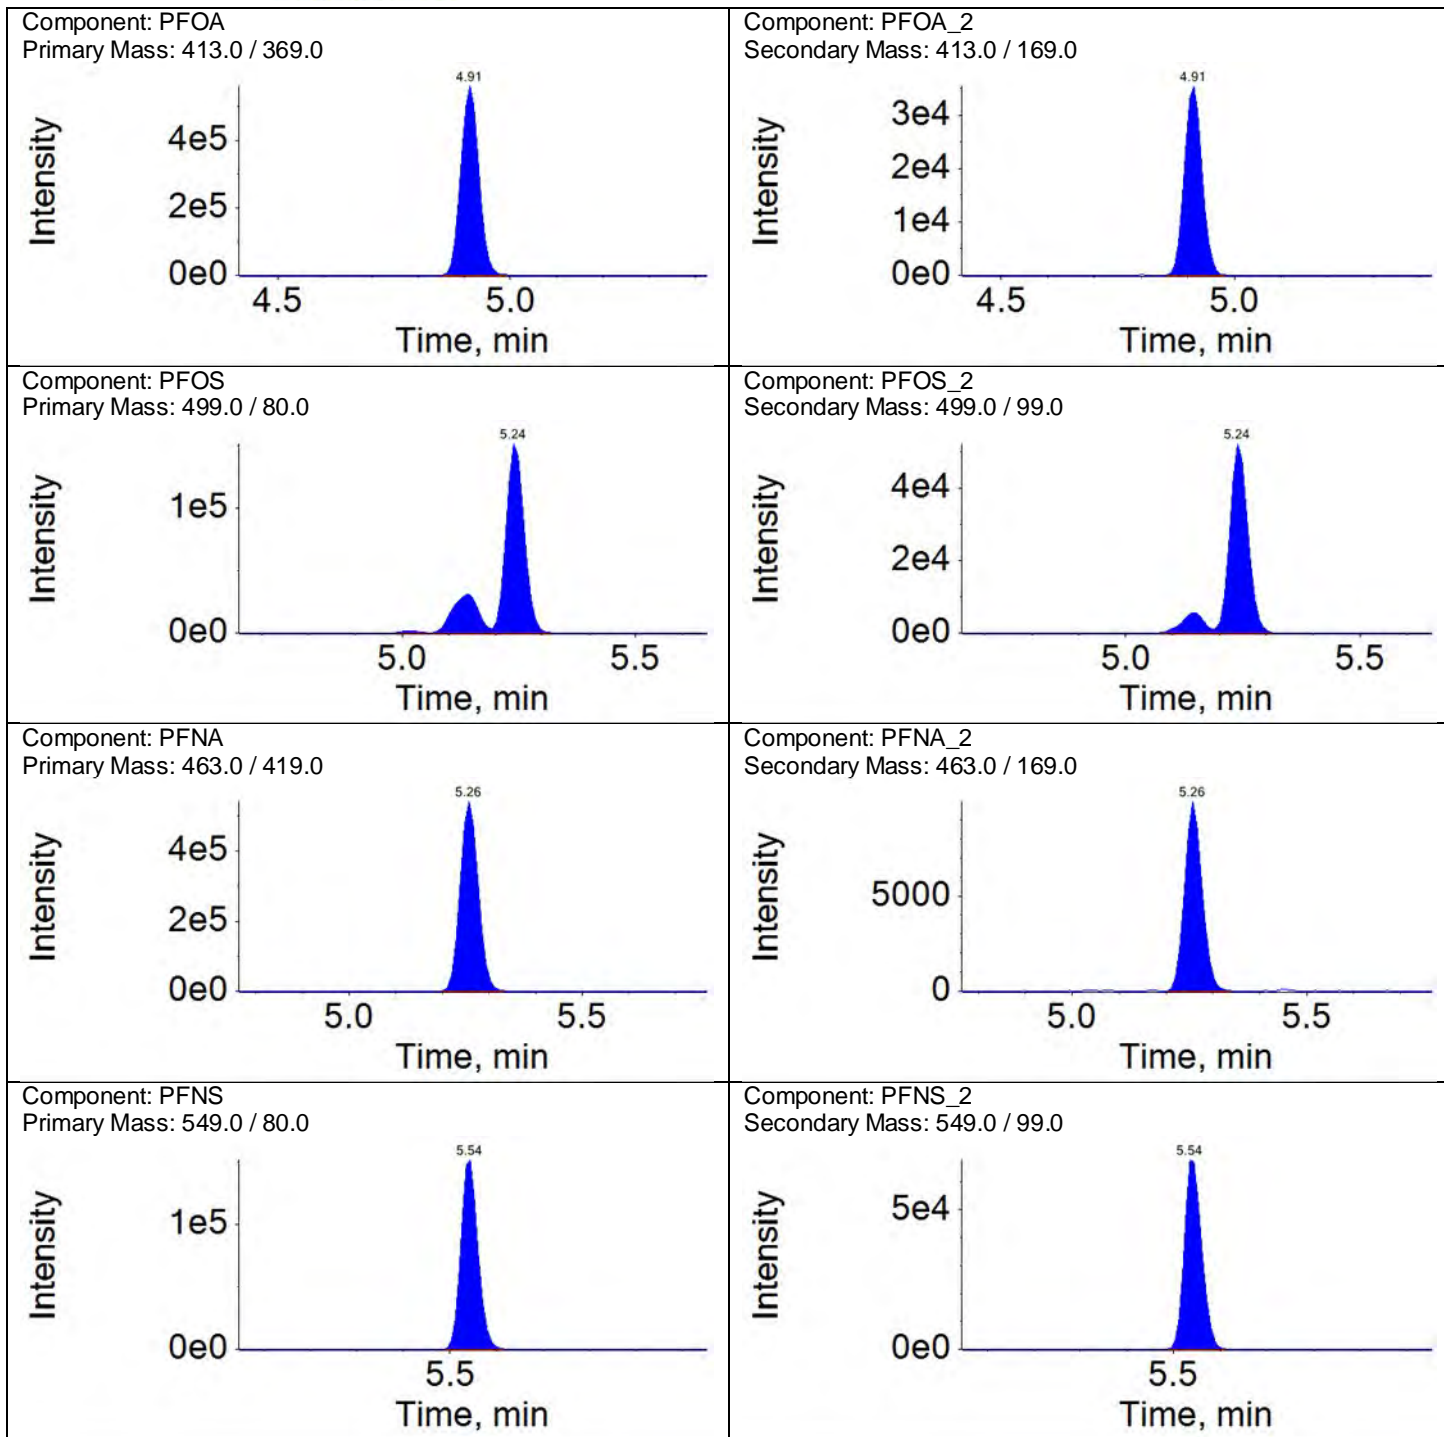 Component: PFOA
Primary Mass: 413.0 / 369.0
4.91
Intensity
4e5
2e5
0e0
4.5 5.0
Time, min
Component: PFOA_2
Secondary Mass: 413.0 / 169.0
4.91
Intensity
3e4
2e4
1e4
0e0
4.5 5.0
Time, min
Component: PFOS
Primary Mass: 499.0 / 80.0
5.24
Intensity
1e5
0e0
5.0 5.5
Time, min
Component: PFOS_2
Secondary Mass: 499.0 / 99.0
5.24
Intensity
4e4
2e4
0e0
5.0 5.5
Time, min
Component: PFNA
Primary Mass: 463.0 / 419.0
5.26
Intensity
4e5
2e5
0e0
5.0 5.5
Time, min
Component: PFNA_2
Secondary Mass: 463.0 / 169.0
5.26
Intensity
5000
0
5.0 5.5
Time, min
Component: PFNS
Primary Mass: 549.0 / 80.0
5.54
Intensity
1e5
0e0
5.5
Time, min
Component: PFNS_2
Secondary Mass: 549.0 / 99.0
5.54
Intensity
5e4
0e0
5.5
Time, min